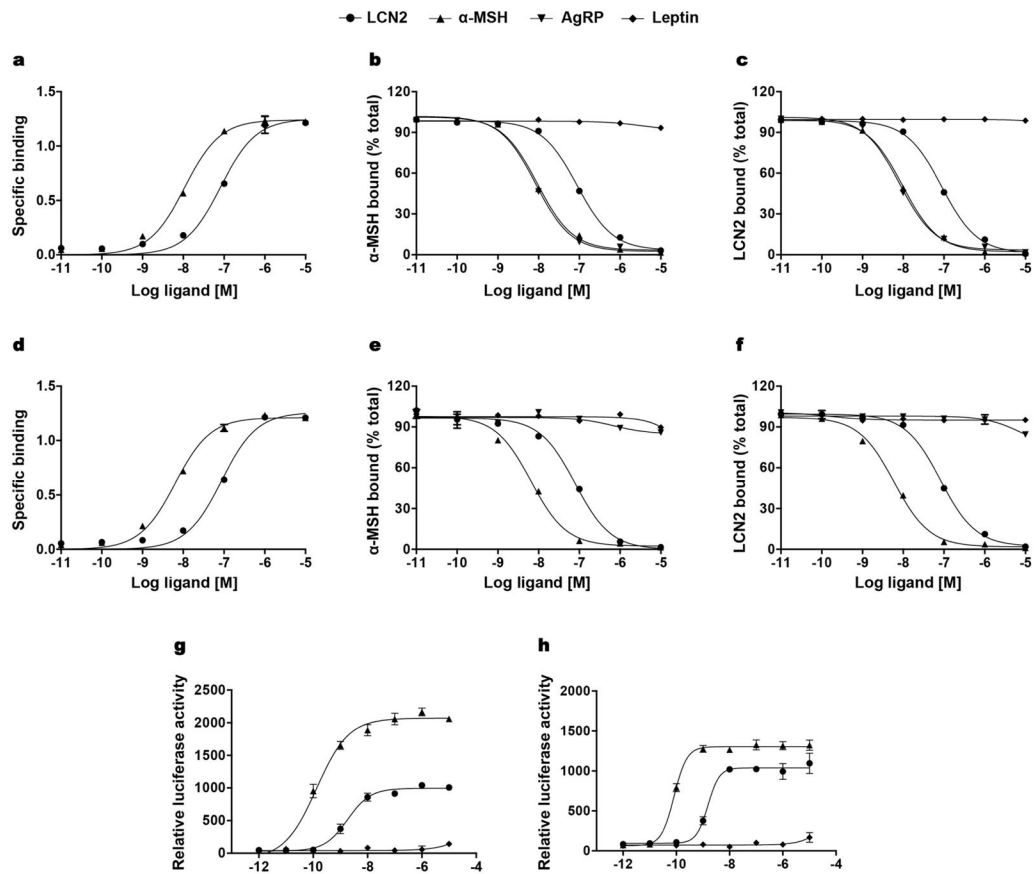 LCN2 α-MSH AgRP Leptin
a
b
c
1.5
1.0
0.5
0.0
Specific binding
-11 -10 -9 -8 -7 -6 -5
Log ligand [M]
120
90
60
30
0
α-MSH bound (% total)
-11 -10 -9 -8 -7 -6 -5
Log ligand [M]
120
90
60
30
0
LCN2 bound (% total)
-11 -10 -9 -8 -7 -6 -5
Log ligand [M]
d
e
f
1.5
1.0
0.5
0.0
Specific binding
-11 -10 -9 -8 -7 -6 -5
Log ligand [M]
120
90
60
30
0
α-MSH bound (% total)
-11 -10 -9 -8 -7 -6 -5
Log ligand [M]
120
90
60
30
0
LCN2 bound (% total)
-11 -10 -9 -8 -7 -6 -5
Log ligand [M]
g
h
2500
2000
1500
1000
500
0
Relative luciferase activity
-12 -10 -8 -6 -4
2000
1500
1000
500
0
Relative luciferase activity
-12 -10 -8 -6 -4